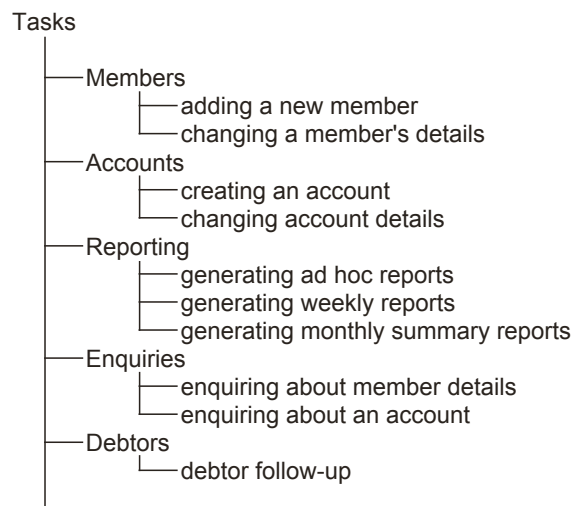 Tasks
Members
adding a new member
changing a member's details
Accounts
creating an account
changing account details
Reporting
generating ad hoc reports
generating weekly reports
generating monthly summary reports
Enquiries
enquiring about member details
enquiring about an account
Debtors
debtor follow-up